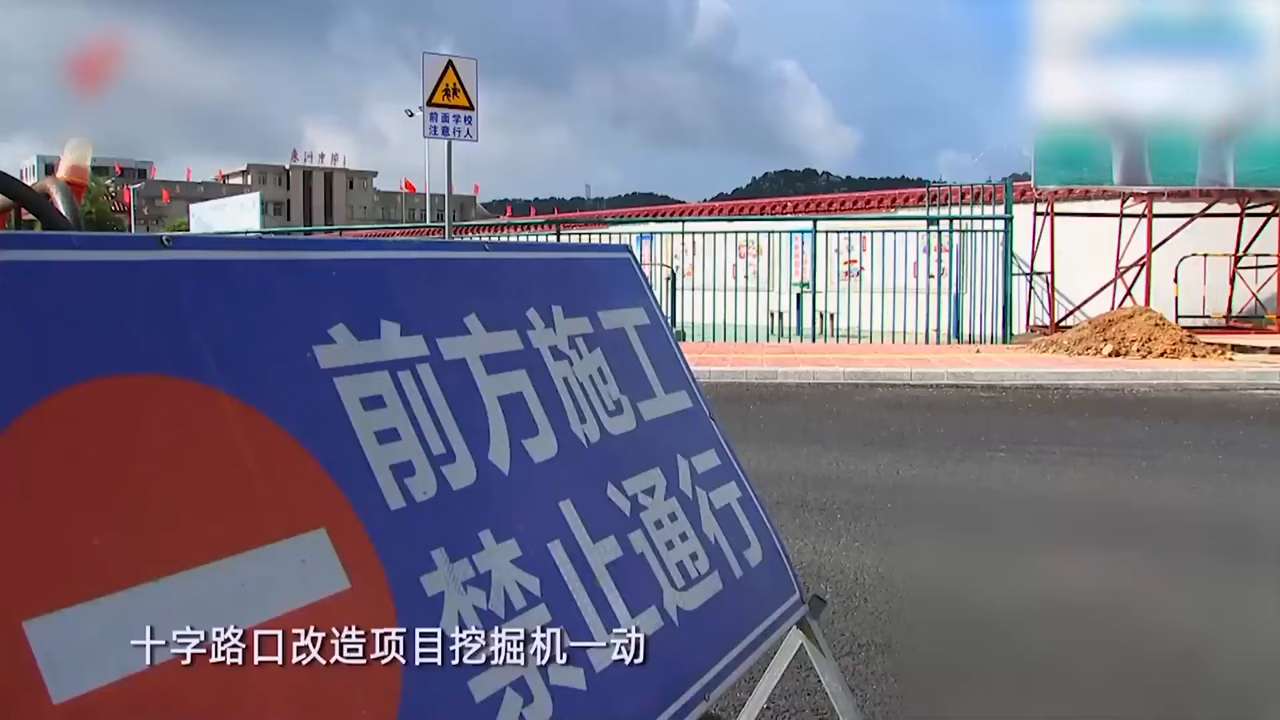 前面学校
注意行人
前方施工
禁止通行
十字路口改造项目挖掘机一动